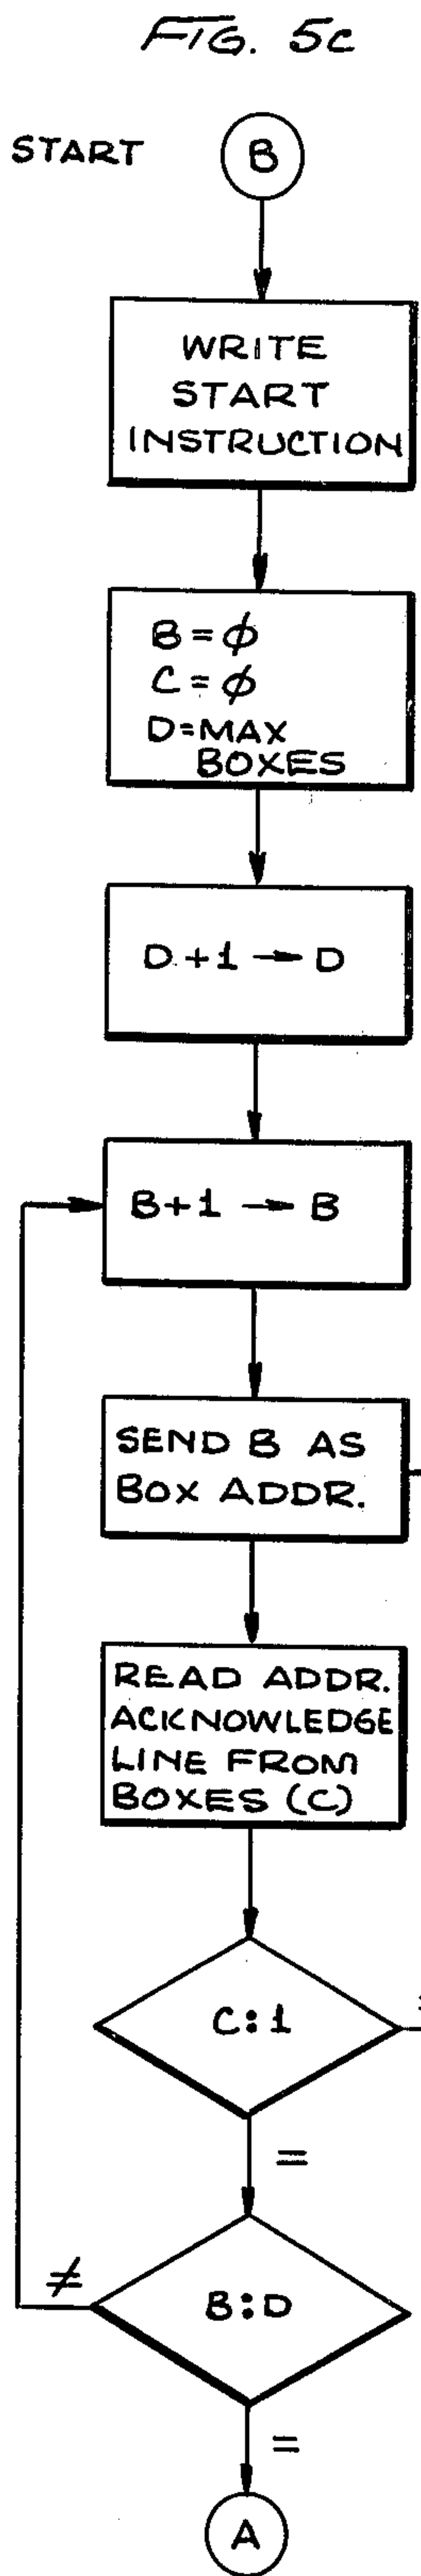 FIG. 5c
START
B
WRITE
START
INSTRUCTION
B = ϕ
C = ϕ
D=MAX
BOXES
D+1 → D
B+1 → B
SEND B AS
BOX ADDR.
READ ADDR.
ACKNOWLEDGE
LINE FROM
BOXES (C)
C:1
=
≠
B:D
=
A